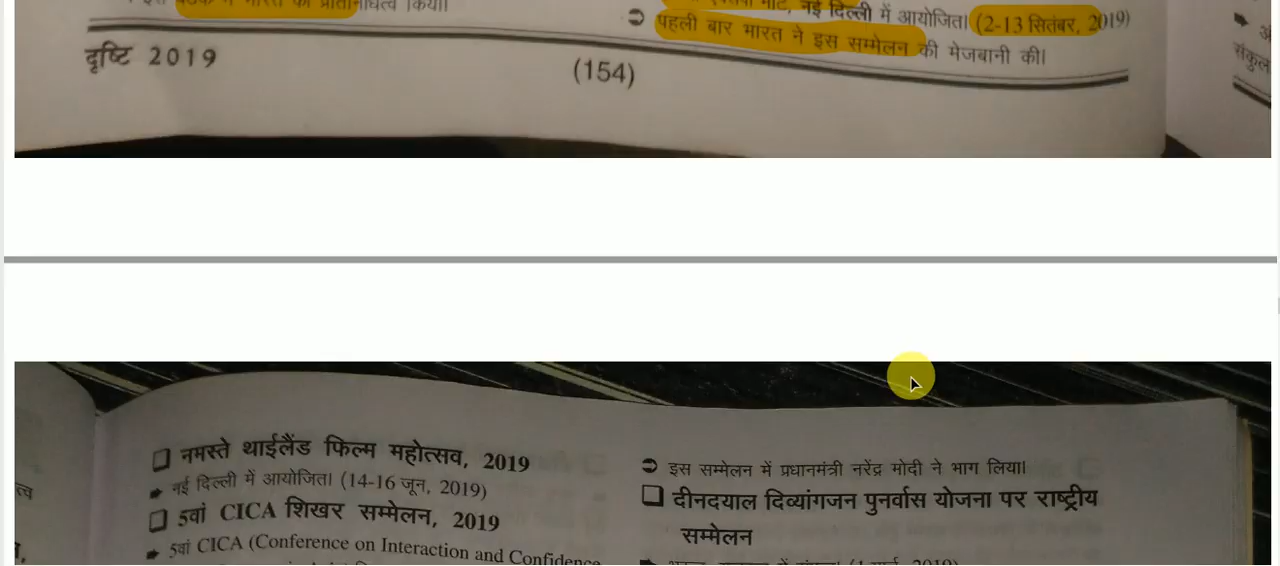 इस बैठक में भारत का प्रतिनिधित्व किया।
नई दिल्ली में आयोजित। (2-13 सितंबर, 2019)
➲ पहली बार भारत ने इस सम्मेलन की मेजबानी की।
दृष्टि 2019
(154)
संकुल
❑ नमस्ते थाईलैंड फिल्म महोत्सव, 2019
➨ नई दिल्ली में आयोजित। (14-16 जून, 2019)
❑ 5वां CICA शिखर सम्मेलन, 2019
➨ 5वां CICA (Conference on Interaction and Confidence
➲ इस सम्मेलन में प्रधानमंत्री नरेंद्र मोदी ने भाग लिया।
❑ दीनदयाल दिव्यांगजन पुनर्वास योजना पर राष्ट्रीय
सम्मेलन